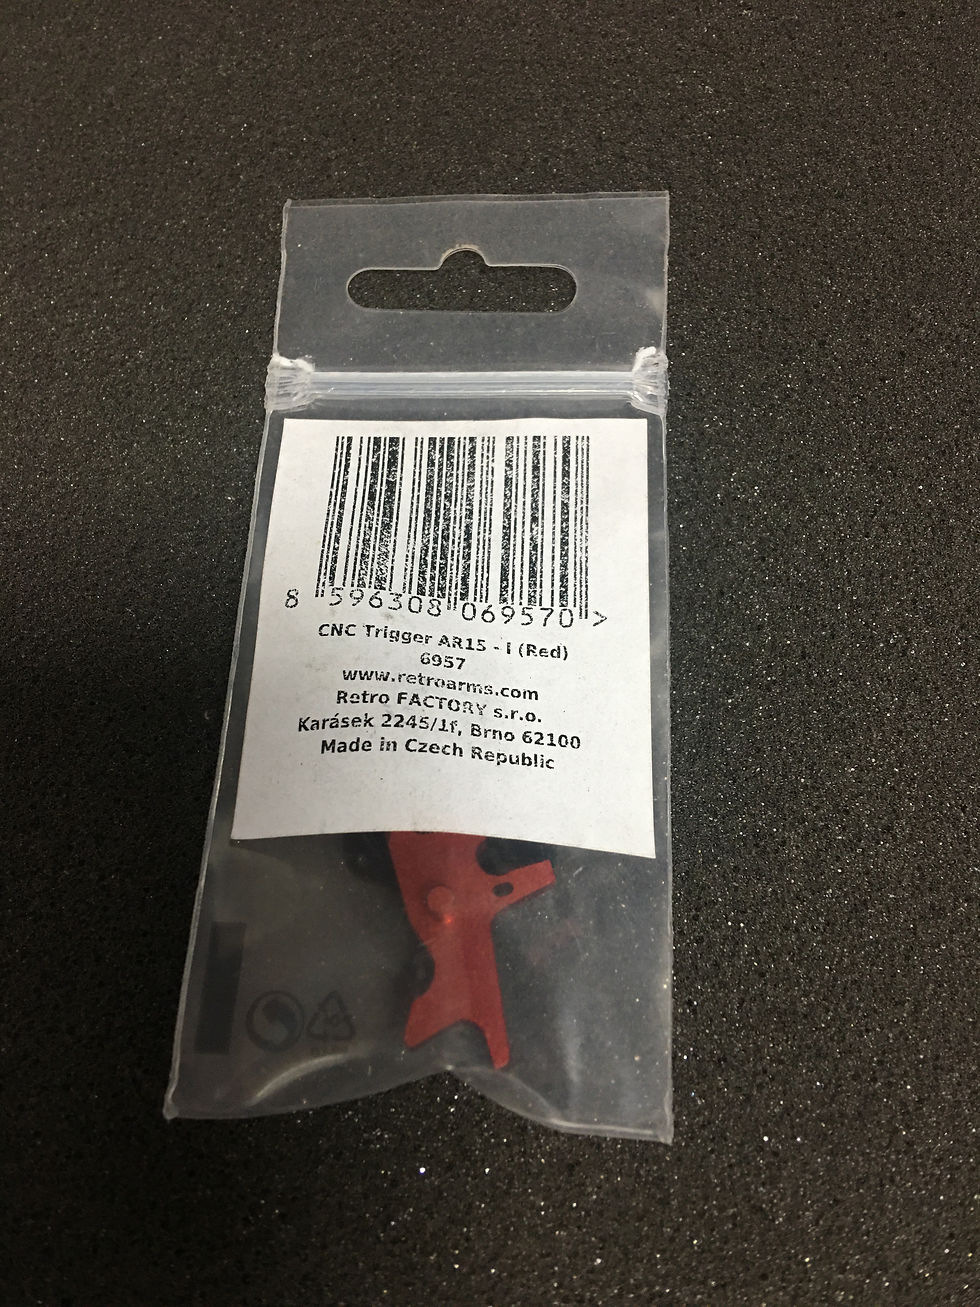 8 596308 069570 >
CNC Trigger AR15 - I (Red)
6957
www.retroarms.com
Retro FACTORY s.r.o.
Karásek 2245/1f, Brno 62100
Made in Czech Republic